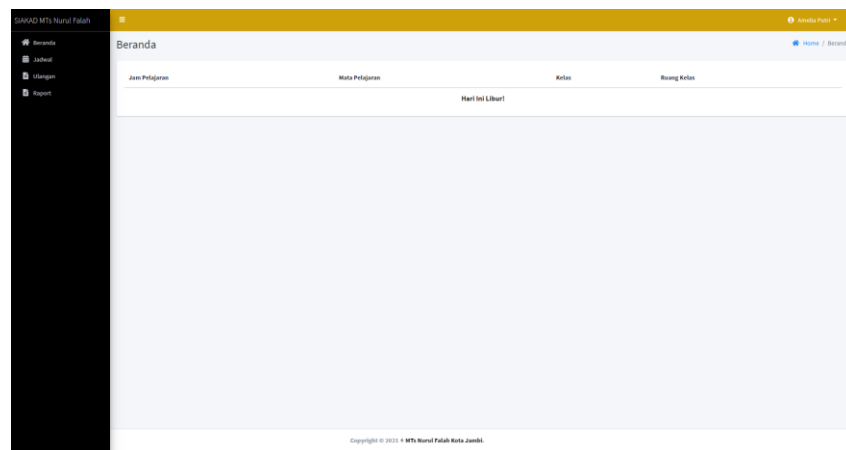 SIAKAD MTs Nurul Falah
Amelia Putri
Beranda
Jadwal
Ulangan
Raport
Beranda
Home / Berand
Jam Pelajaran Mata Pelajaran Kelas Ruang Kelas
Hari Ini Libur!
Copyright © 2021 MTs Nurul Falah Kota Jambi.